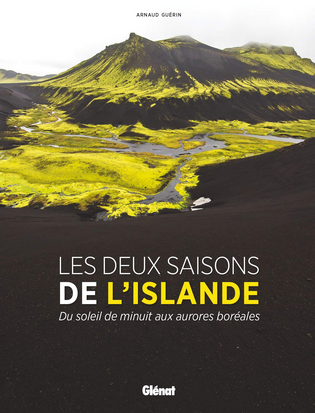 ARNAUD GUÉRIN
LES DEUX SAISONS
DE L'ISLANDE
Du soleil de minuit aux aurores boréales
Glénat